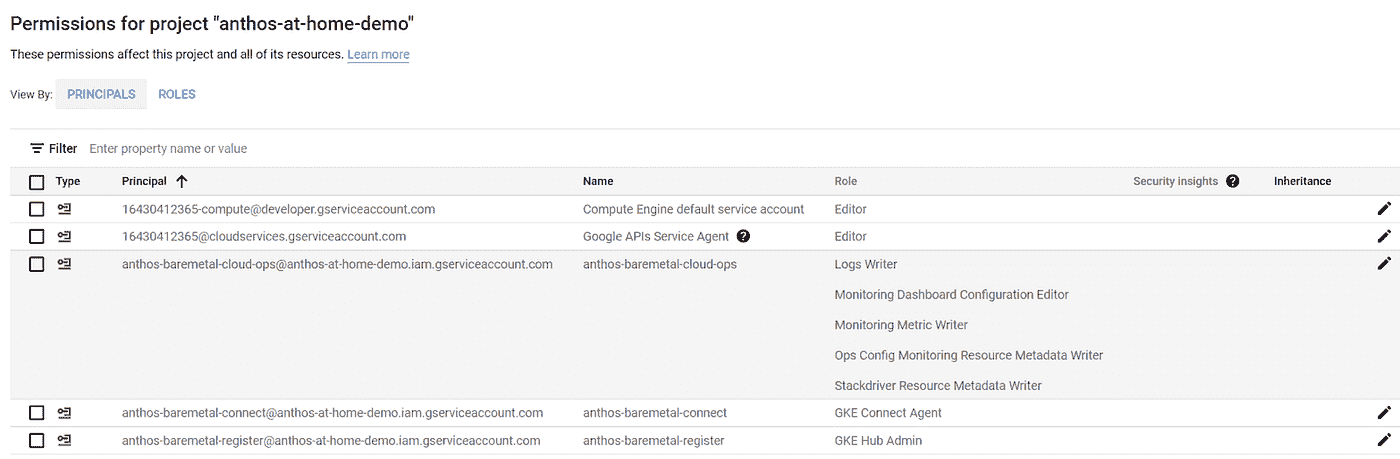 Permissions for project "anthos-at-home-demo"
These permissions affect this project and all of its resources. Learn more
View By: PRINCIPALS ROLES
Filter Enter property name or value
Type Principal Name Role Security insights ? Inheritance
16430412365-compute@developer.gserviceaccount.com Compute Engine default service account Editor
16430412365@cloudservices.gserviceaccount.com Google APIs Service Agent ? Editor
anthos-baremetal-cloud-ops@anthos-at-home-demo.iam.gserviceaccount.com anthos-baremetal-cloud-ops Logs Writer
Monitoring Dashboard Configuration Editor
Monitoring Metric Writer
Ops Config Monitoring Resource Metadata Writer
Stackdriver Resource Metadata Writer
anthos-baremetal-connect@anthos-at-home-demo.iam.gserviceaccount.com anthos-baremetal-connect GKE Connect Agent
anthos-baremetal-register@anthos-at-home-demo.iam.gserviceaccount.com anthos-baremetal-register GKE Hub Admin